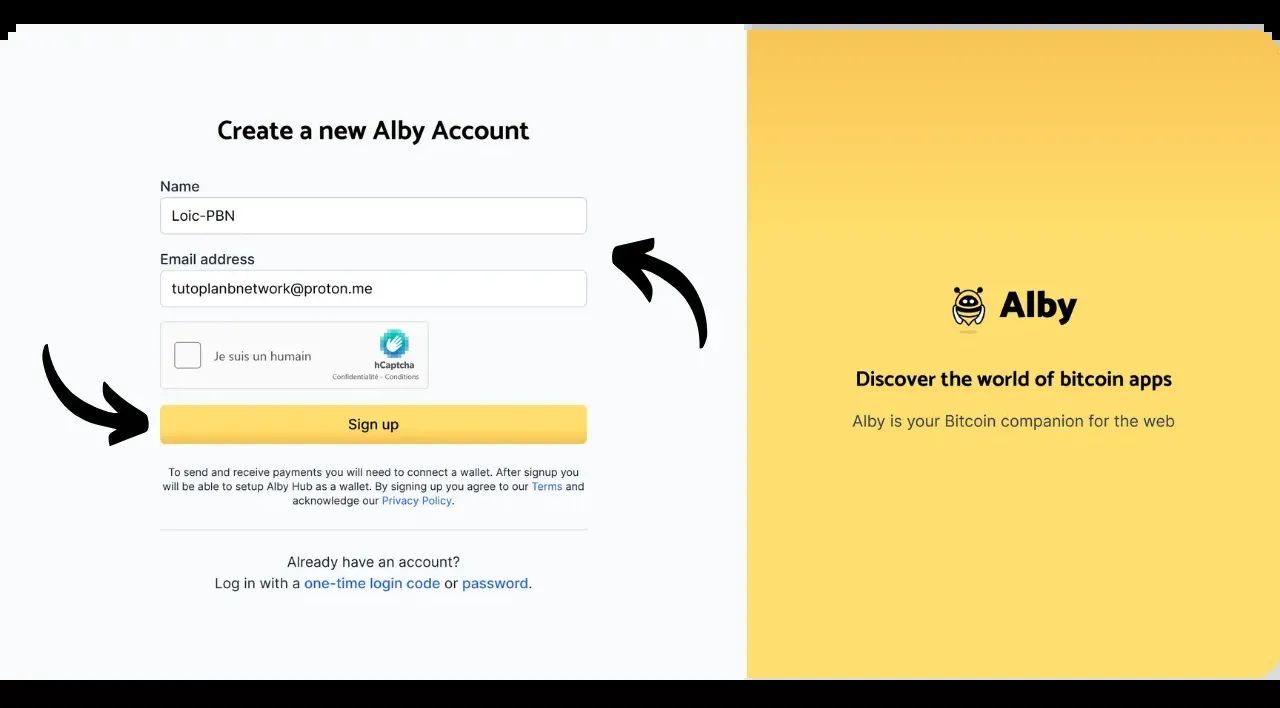 Create a new Alby Account
Name
Loic-PBN
Email address
tutoplanbnetwork@proton.me
Je suis un humain
hCaptcha
Confidentialité - Conditions
Sign up
To send and receive payments you will need to connect a wallet. After signup you
will be able to setup Alby Hub as a wallet. By signing up you agree to our Terms and
acknowledge our Privacy Policy.
Already have an account?
Log in with a one-time login code or password.
Alby
Discover the world of bitcoin apps
Alby is your Bitcoin companion for the web